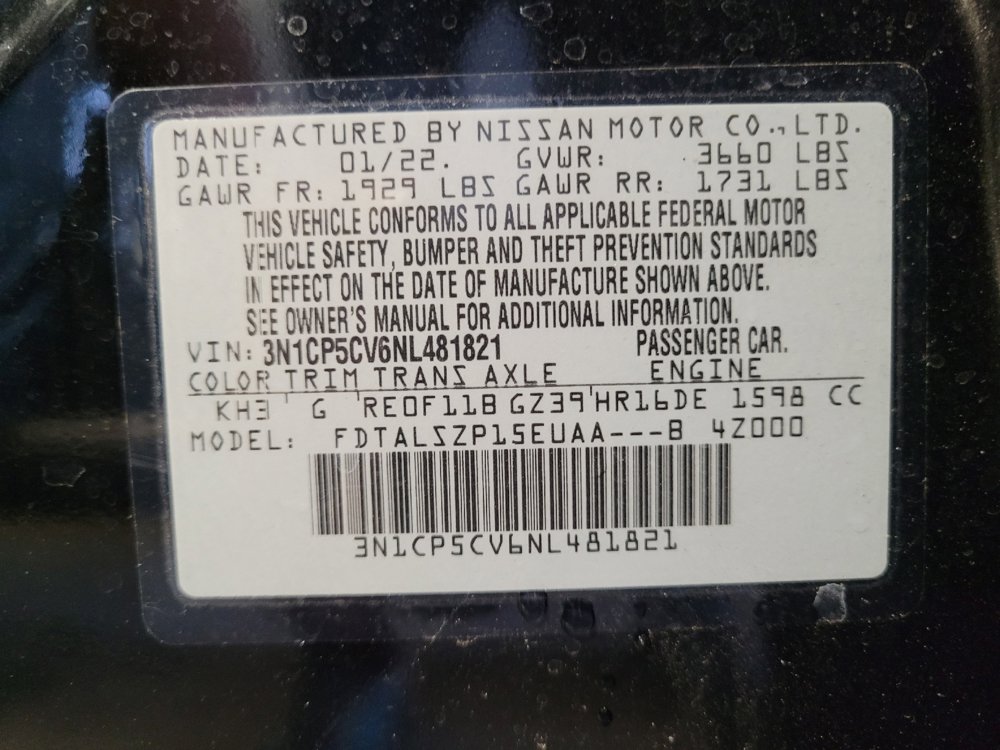 MANUFACTURED BY NISSAN MOTOR CO., LTD.
DATE: 01/22. GVWR: 3660 LBS
GAWR FR: 1929 LBS GAWR RR: 1731 LBS
THIS VEHICLE CONFORMS TO ALL APPLICABLE FEDERAL MOTOR
VEHICLE SAFETY, BUMPER AND THEFT PREVENTION STANDARDS
IN EFFECT ON THE DATE OF MANUFACTURE SHOWN ABOVE.
SEE OWNER'S MANUAL FOR ADDITIONAL INFORMATION.
VIN: 3N1CP5CV6NL481821 PASSENGER CAR.
COLOR TRIM TRANS AXLE ENGINE
KH3 G RE0F11B GZ39 HR16DE 1598 CC
MODEL: FDTALSZP15EUAA---B 4Z000
3N1CP5CV6NL481821